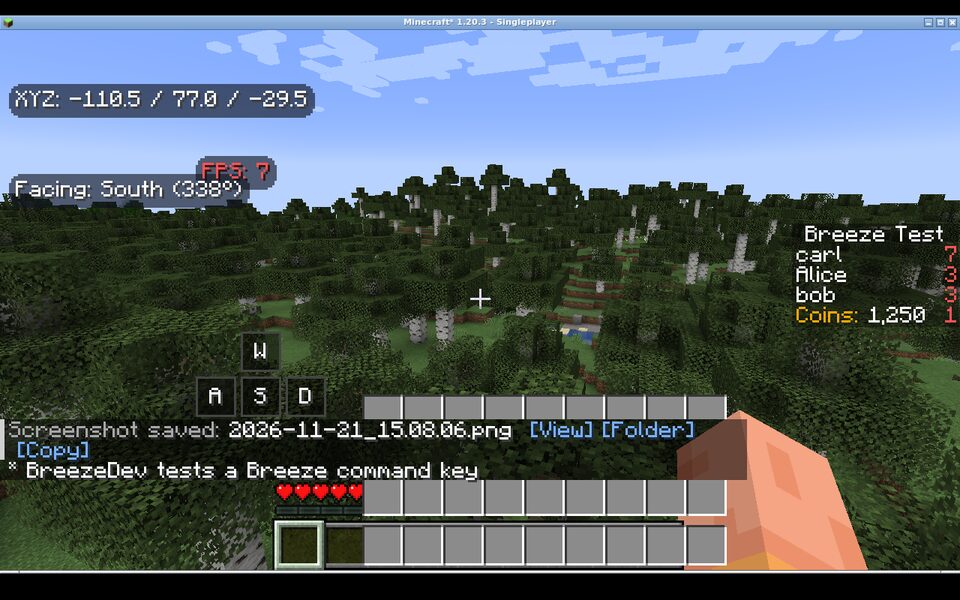 Minecraft* 1.20.3 - Singleplayer
XYZ: -110.5 / 77.0 / -29.5
FPS: 7
Facing: South (338°)
Breeze Test
carl 7
Alice 3
bob 3
Coins: 1,250 1
W
A S D
Screenshot saved: 2026-11-21_15.08.06.png [View] [Folder]
[Copy]
* BreezeDev tests a Breeze command key